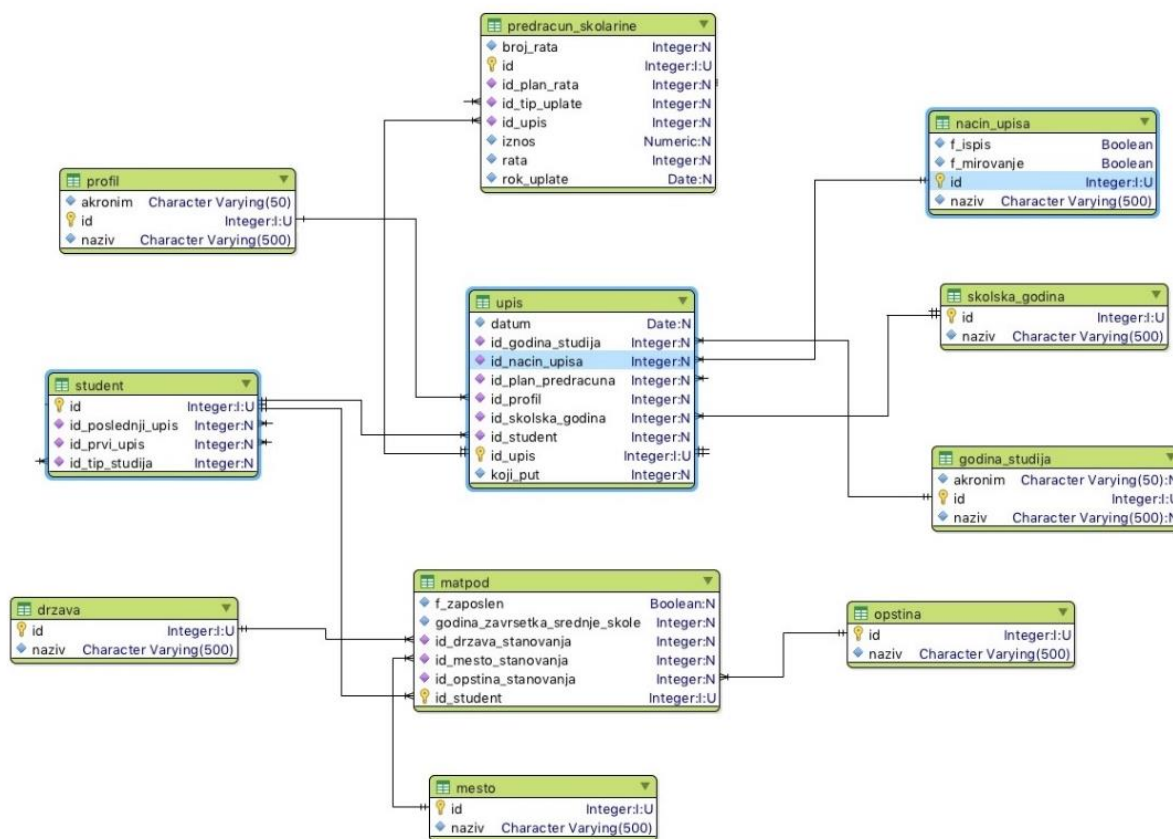 predracun_skolarine
broj_rata Integer:N
id Integer:I:U
id_plan_rata Integer:N
id_tip_uplate Integer:N
id_upis Integer:N
iznos Numeric:N
rata Integer:N
rok_uplate Date:N
nacin_upisa
f_ispis Boolean
f_mirovanje Boolean
id Integer:I:U
naziv Character Varying(500)
profil
akronim Character Varying(50)
id Integer:I:U
naziv Character Varying(500)
upis
datum Date:N
id_godina_studija Integer:N
id_nacin_upisa Integer:N
id_plan_predracuna Integer:N
id_profil Integer:N
id_skolska_godina Integer:N
id_student Integer:N
id_upis Integer:I:U
koji_put Integer:N
skolska_godina
id Integer:I:U
naziv Character Varying(500)
student
id Integer:I:U
id_poslednji_upis Integer:N
id_prvi_upis Integer:N
id_tip_studija Integer:N
godina_studija
akronim Character Varying(50):N
id Integer:I:U
naziv Character Varying(500):N
matpod
f_zaposlen Boolean:N
godina_zavrsetka_srednje_skole Integer:N
id_drzava_stanovanja Integer:N
id_mesto_stanovanja Integer:N
id_opstina_stanovanja Integer:N
id_student Integer:I:U
drzava
id Integer:I:U
naziv Character Varying(500)
opstina
id Integer:I:U
naziv Character Varying(500)
mesto
id Integer:I:U
naziv Character Varying(500)